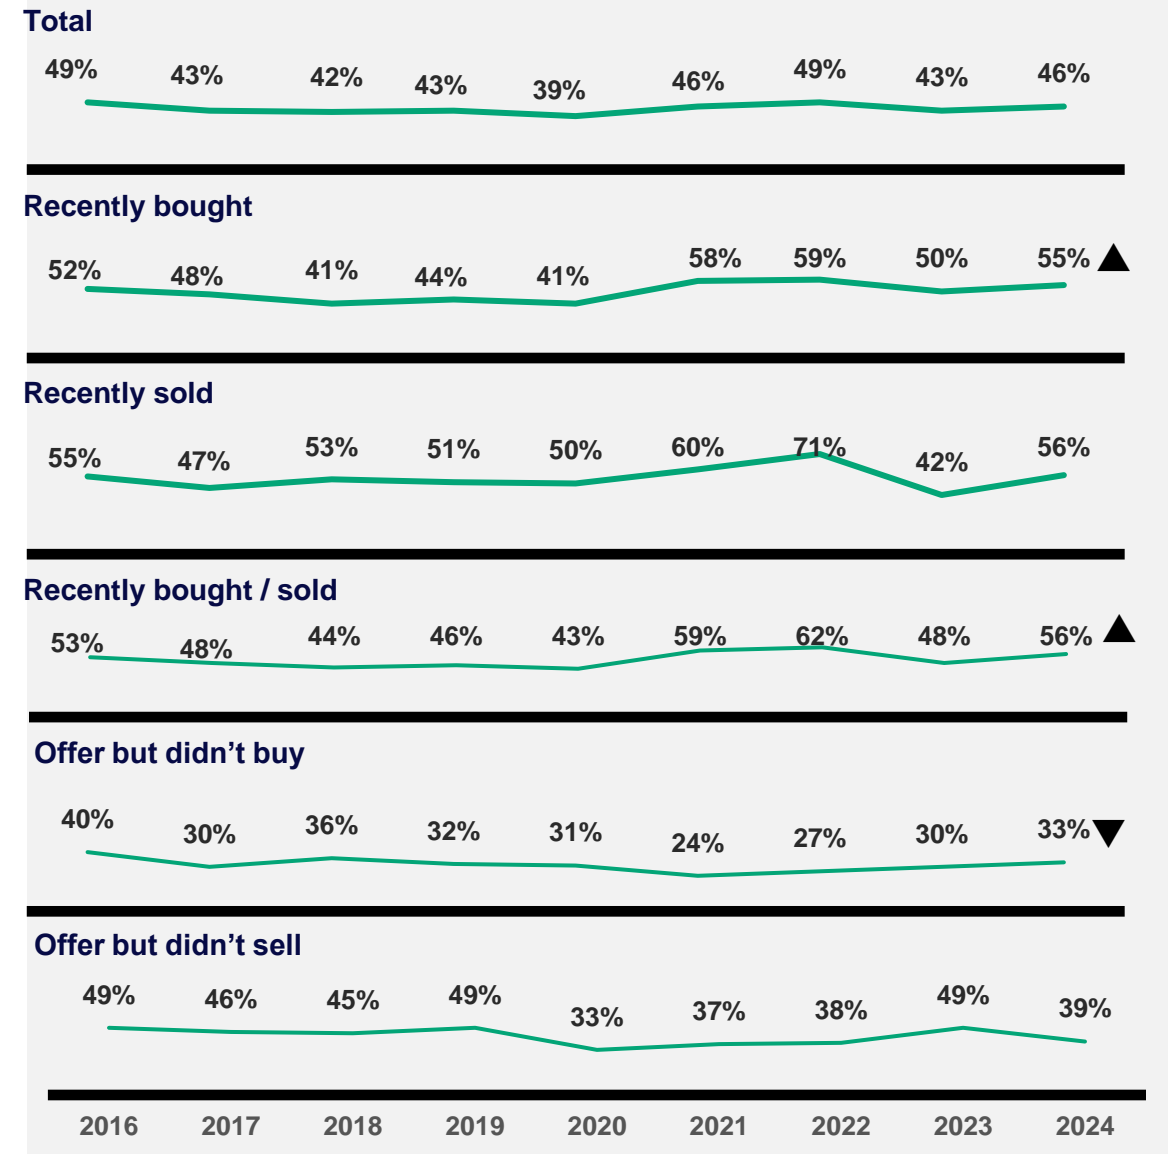 Total
49% 43% 42% 43% 39% 46% 49% 43% 46%
Recently bought
52% 48% 41% 44% 41% 58% 59% 50% 55%
Recently sold
55% 47% 53% 51% 50% 60% 71% 42% 56%
Recently bought / sold
53% 48% 44% 46% 43% 59% 62% 48% 56%
Offer but didn’t buy
40% 30% 36% 32% 31% 24% 27% 30% 33%
Offer but didn’t sell
49% 46% 45% 49% 33% 37% 38% 49% 39%
2016 2017 2018 2019 2020 2021 2022 2023 2024